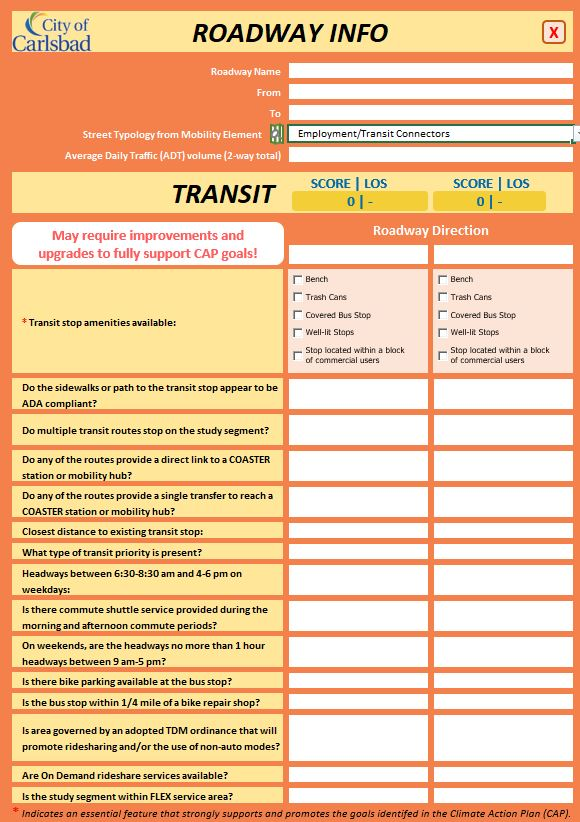 City of
Carlsbad
ROADWAY INFO
X
Roadway Name
From
To
Street Typology from Mobility Element
Employment/Transit Connectors
Average Daily Traffic (ADT) volume (2-way total)
TRANSIT
SCORE | LOS
SCORE | LOS
0 | -
0 | -
May require improvements and
upgrades to fully support CAP goals!
Roadway Direction
* Transit stop amenities available:
Bench
Trash Cans
Covered Bus Stop
Well-lit Stops
Stop located within a block
of commercial users
Bench
Trash Cans
Covered Bus Stop
Well-lit Stops
Stop located within a block
of commercial users
Do the sidewalks or path to the transit stop appear to be
ADA compliant?
Do multiple transit routes stop on the study segment?
Do any of the routes provide a direct link to a COASTER
station or mobility hub?
Do any of the routes provide a single transfer to reach a
COASTER station or mobility hub?
Closest distance to existing transit stop:
What type of transit priority is present?
Headways between 6:30-8:30 am and 4-6 pm on
weekdays:
Is there commute shuttle service provided during the
morning and afternoon commute periods?
On weekends, are the headways no more than 1 hour
headways between 9 am-5 pm?
Is there bike parking available at the bus stop?
Is the bus stop within 1/4 mile of a bike repair shop?
Is area governed by an adopted TDM ordinance that will
promote ridesharing and/or the use of non-auto modes?
Are On Demand rideshare services available?
Is the study segment within FLEX service area?
* Indicates an essential feature that strongly supports and promotes the goals identifed in the Climate Action Plan (CAP).